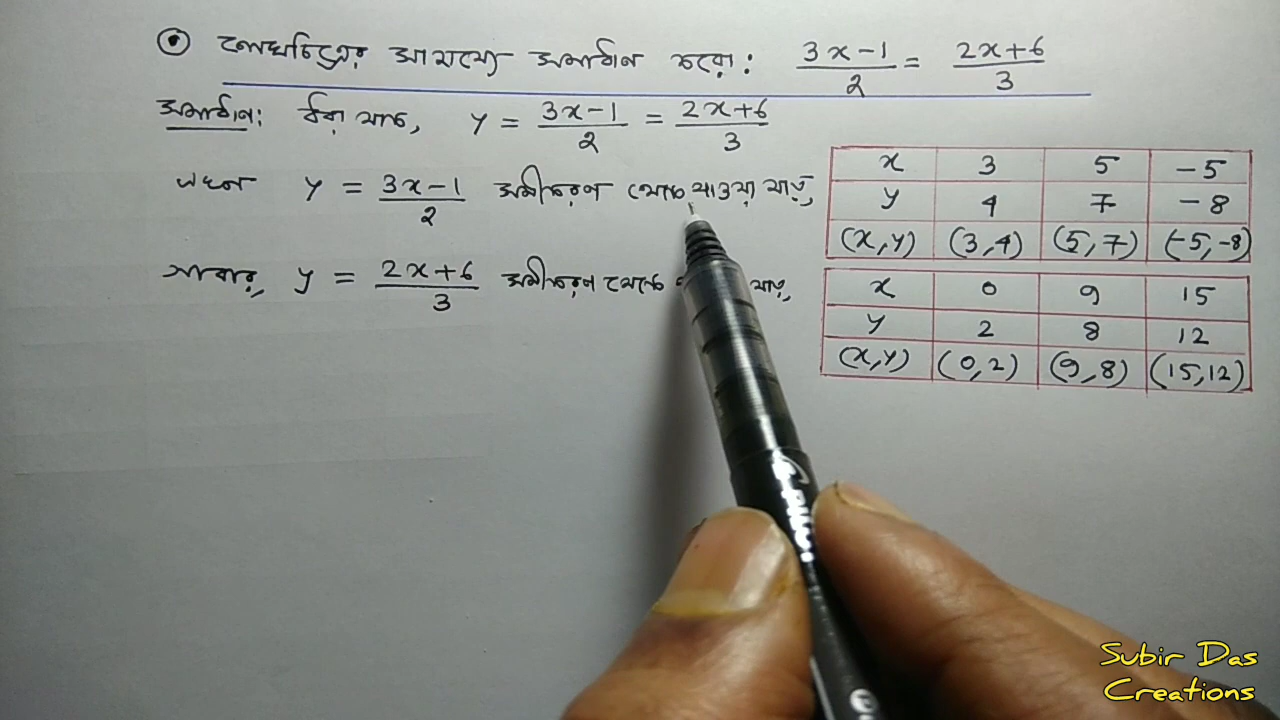 লেখচিত্রের সাহায্যে সমাধান করো: (3x-1)/2 = (2x+6)/3
সমাধান: ধরা যাক, y = (3x-1)/2 = (2x+6)/3
এখন y = (3x-1)/2 সমীকরণ থেকে পাওয়া যায়,
x 3 5 -5
y 4 7 -8
(x,y) (3,4) (5,7) (-5,-8)
আবার, y = (2x+6)/3 সমীকরণ থেকে যায়,
x 0 9 15
y 2 8 12
(x,y) (0,2) (9,8) (15,12)
Subir Das
Creations